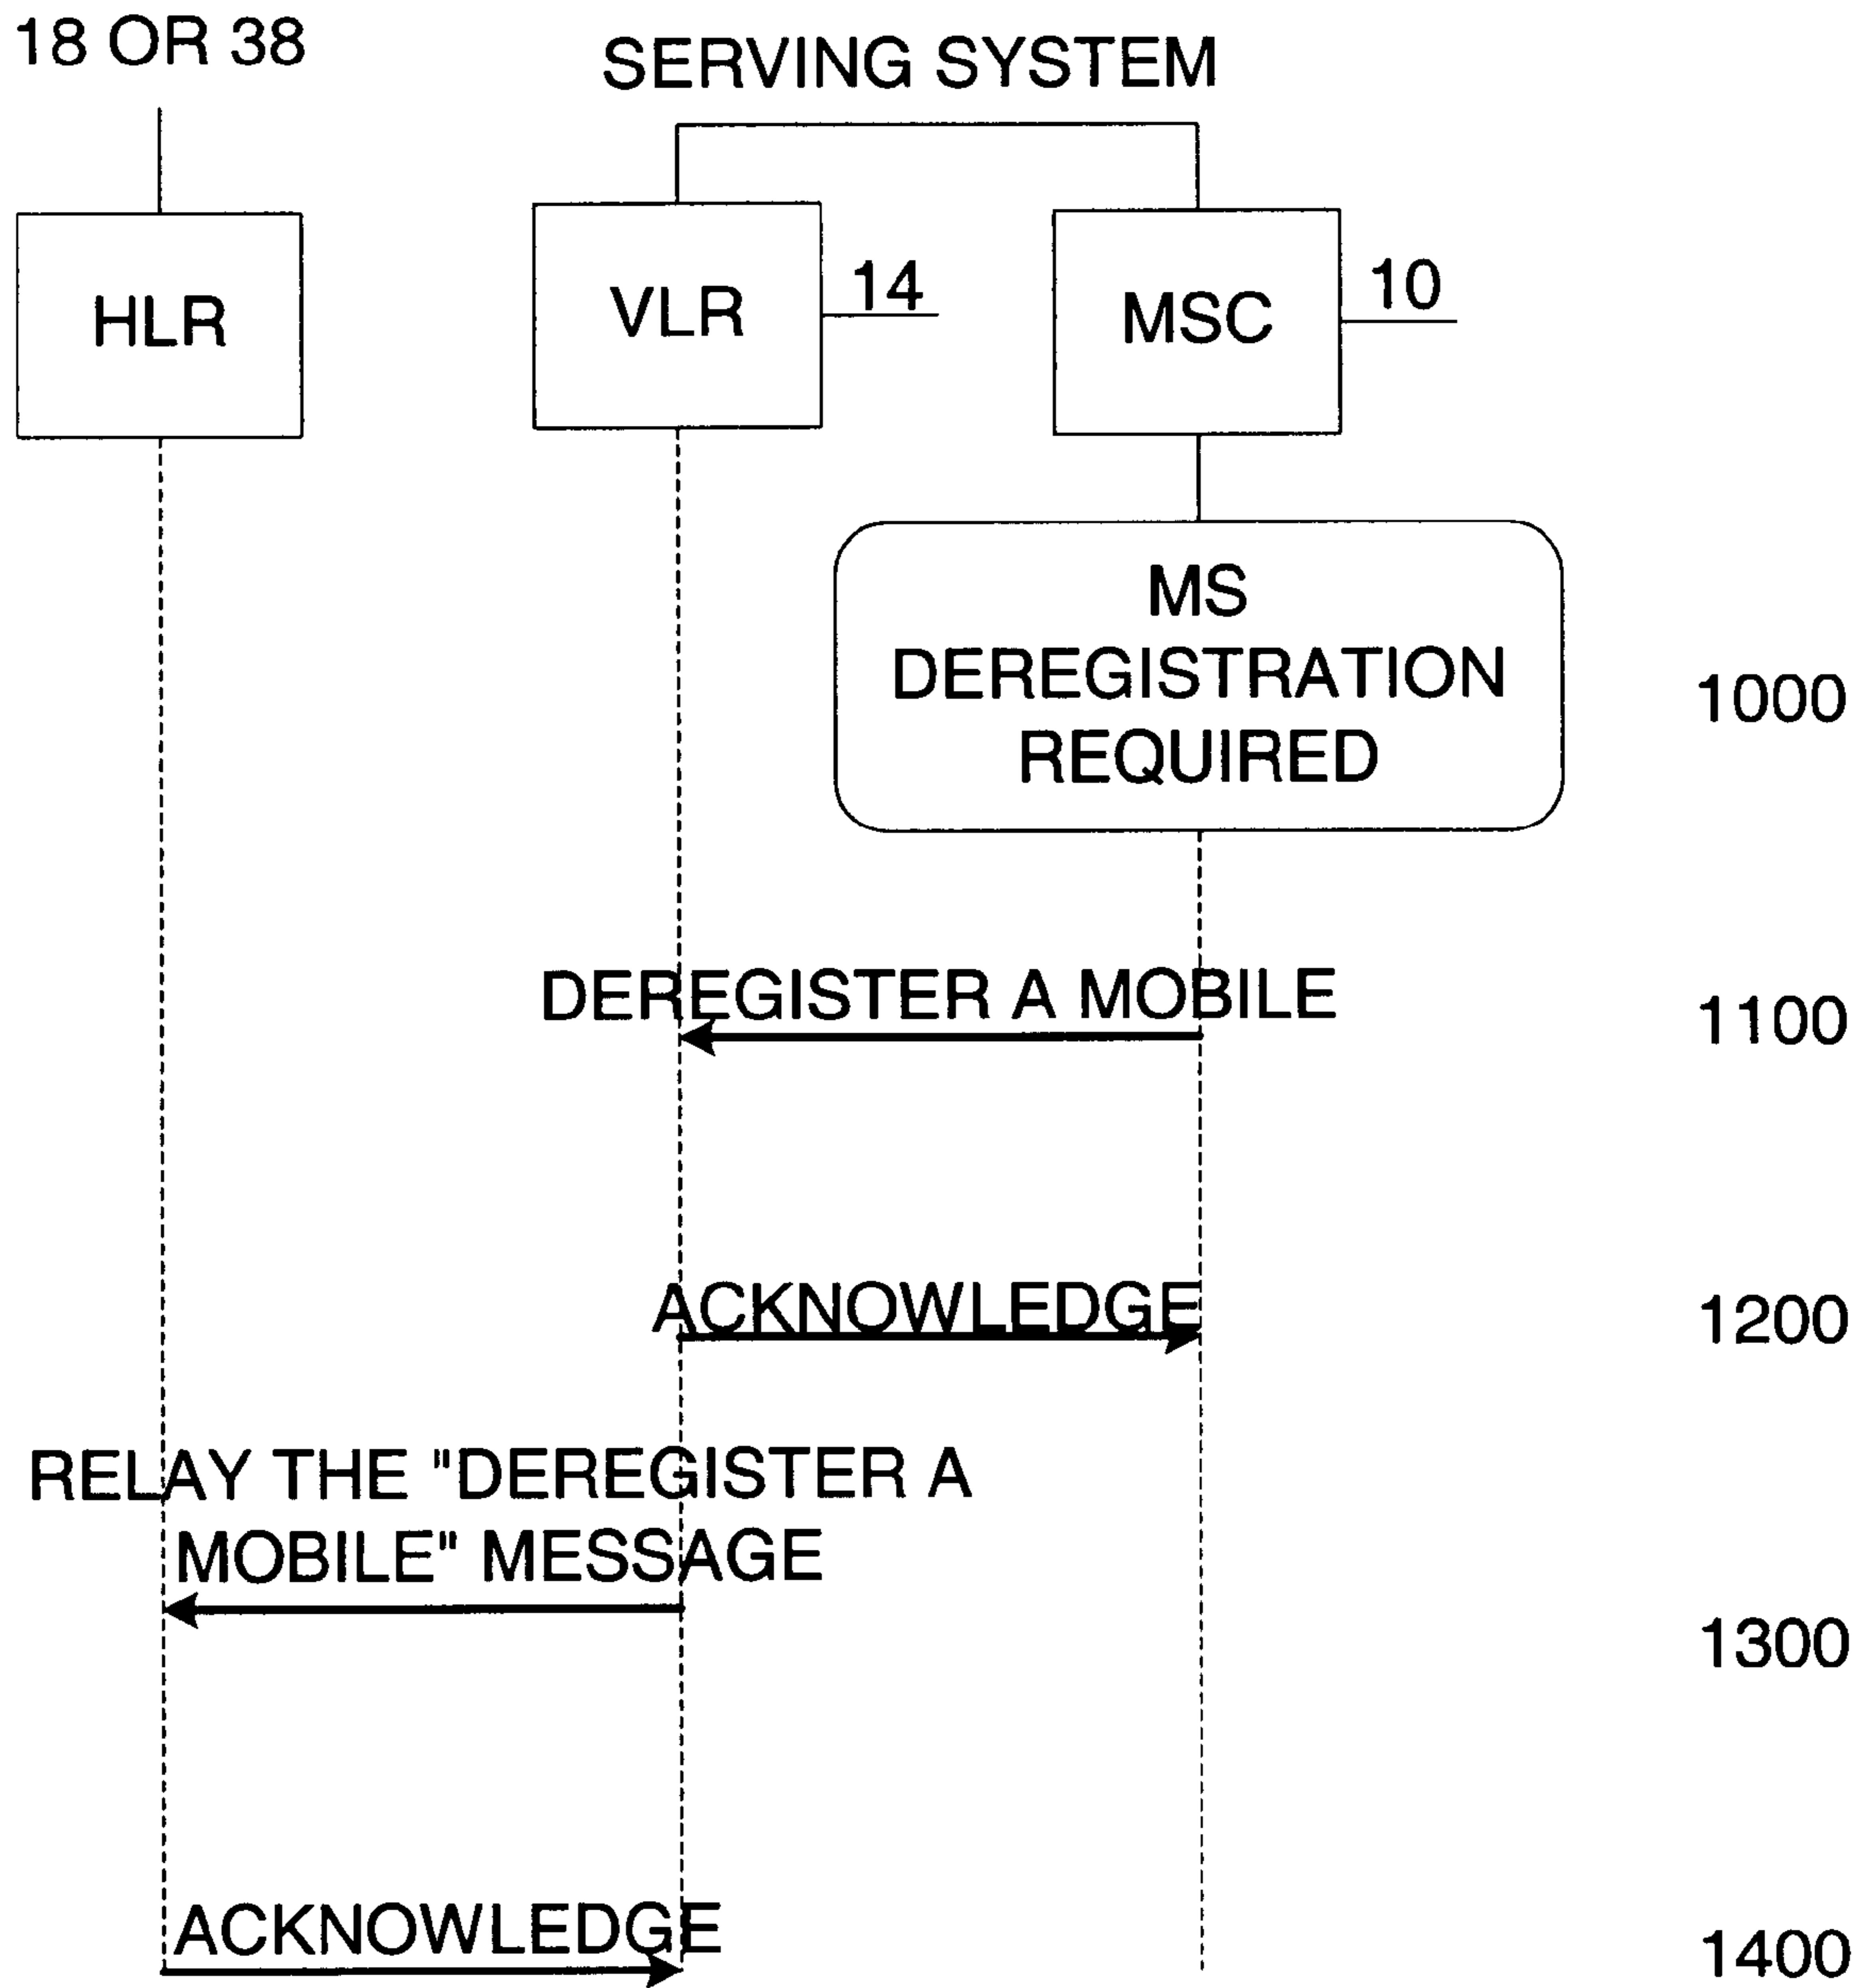 18 OR 38
SERVING SYSTEM
HLR
VLR
14
MSC
10
MS
DEREGISTRATION
REQUIRED
1000
DEREGISTER A MOBILE
1100
ACKNOWLEDGE
1200
RELAY THE "DEREGISTER A
MOBILE" MESSAGE
1300
ACKNOWLEDGE
1400